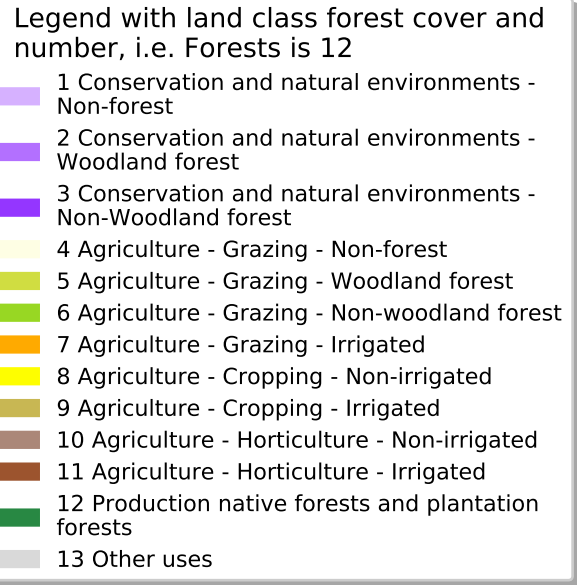 Legend with land class forest cover and
number, i.e. Forests is 12
1 Conservation and natural environments -
Non-forest
2 Conservation and natural environments -
Woodland forest
3 Conservation and natural environments -
Non-Woodland forest
4 Agriculture - Grazing - Non-forest
5 Agriculture - Grazing - Woodland forest
6 Agriculture - Grazing - Non-woodland forest
7 Agriculture - Grazing - Irrigated
8 Agriculture - Cropping - Non-irrigated
9 Agriculture - Cropping - Irrigated
10 Agriculture - Horticulture - Non-irrigated
11 Agriculture - Horticulture - Irrigated
12 Production native forests and plantation
forests
13 Other uses